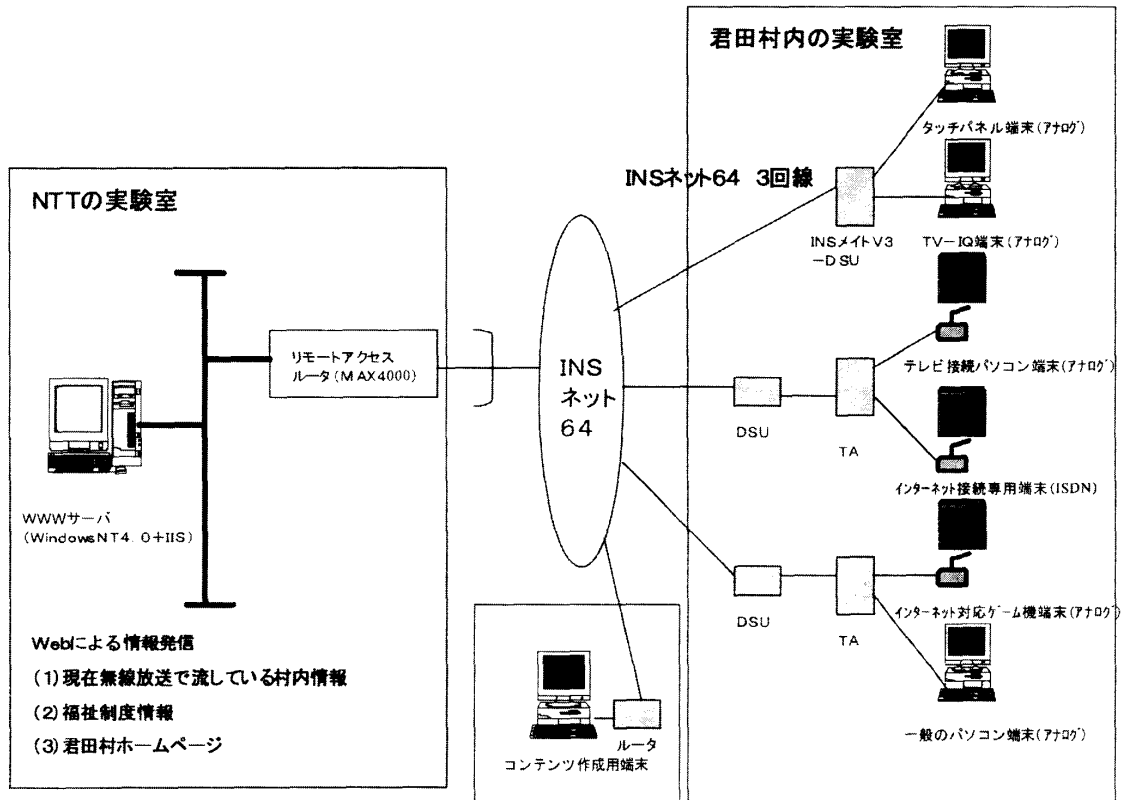 君田村内の実験室
タッチパネル端末(アナログ)
INSネット64 3回線
INSメイトV3
-DSU
TV-IQ端末(アナログ)
NTTの実験室
リモートアクセス
ルータ(MAX4000)
INS
ネット
64
DSU
TA
テレビ接続パソコン端末(アナログ)
インターネット接続専用端末(ISDN)
WWWサーバ
(WindowsNT4.0+IIS)
DSU
TA
インターネット対応ゲーム機端末(アナログ)
Webによる情報発信
(1)現在無線放送で流している村内情報
(2)福祉制度情報
(3)君田村ホームページ
ルータ
コンテンツ作成用端末
一般のパソコン端末(アナログ)